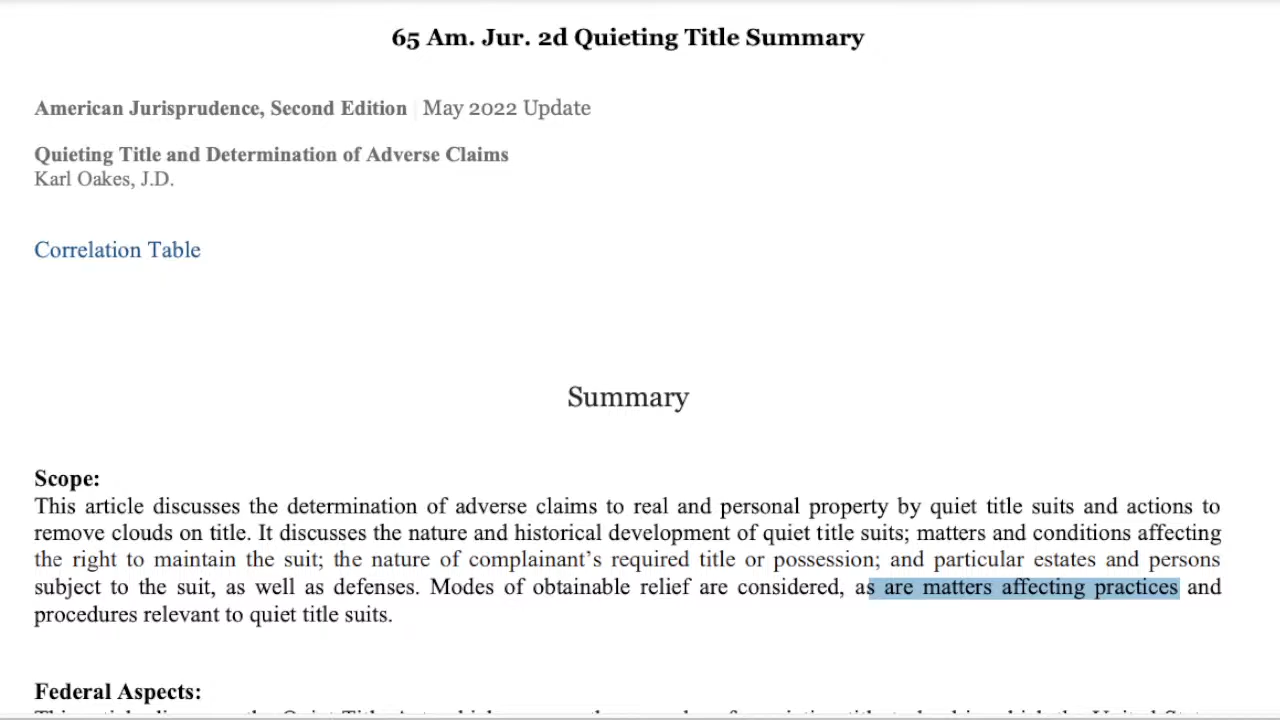 65 Am. Jur. 2d Quieting Title Summary
American Jurisprudence, Second Edition | May 2022 Update
Quieting Title and Determination of Adverse Claims
Karl Oakes, J.D.
Correlation Table
Summary
Scope:
This article discusses the determination of adverse claims to real and personal property by quiet title suits and actions to
remove clouds on title. It discusses the nature and historical development of quiet title suits; matters and conditions affecting
the right to maintain the suit; the nature of complainant's required title or possession; and particular estates and persons
subject to the suit, as well as defenses. Modes of obtainable relief are considered, as are matters affecting practices and
procedures relevant to quiet title suits.
Federal Aspects: